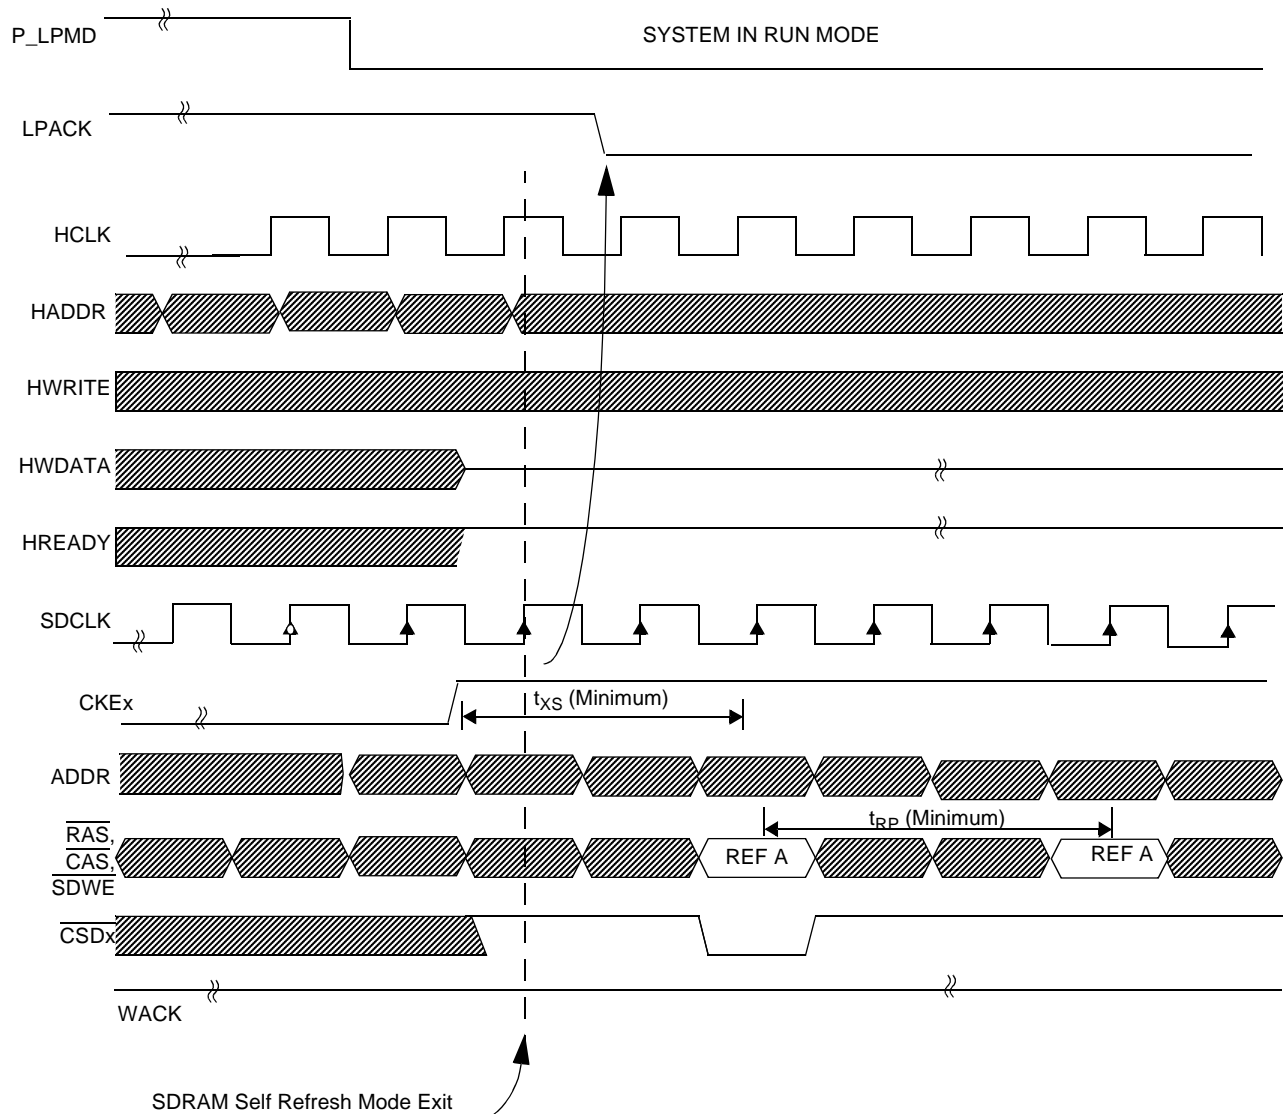 P_LPMD
SYSTEM IN RUN MODE
LPACK
HCLK
HADDR
HWRITE
HWDATA
HREADY
SDCLK
CKEx
tXS (Minimum)
ADDR
tRP (Minimum)
RAS,
CAS,
SDWE
REF A
REF A
CSDx
WACK
SDRAM Self Refresh Mode Exit